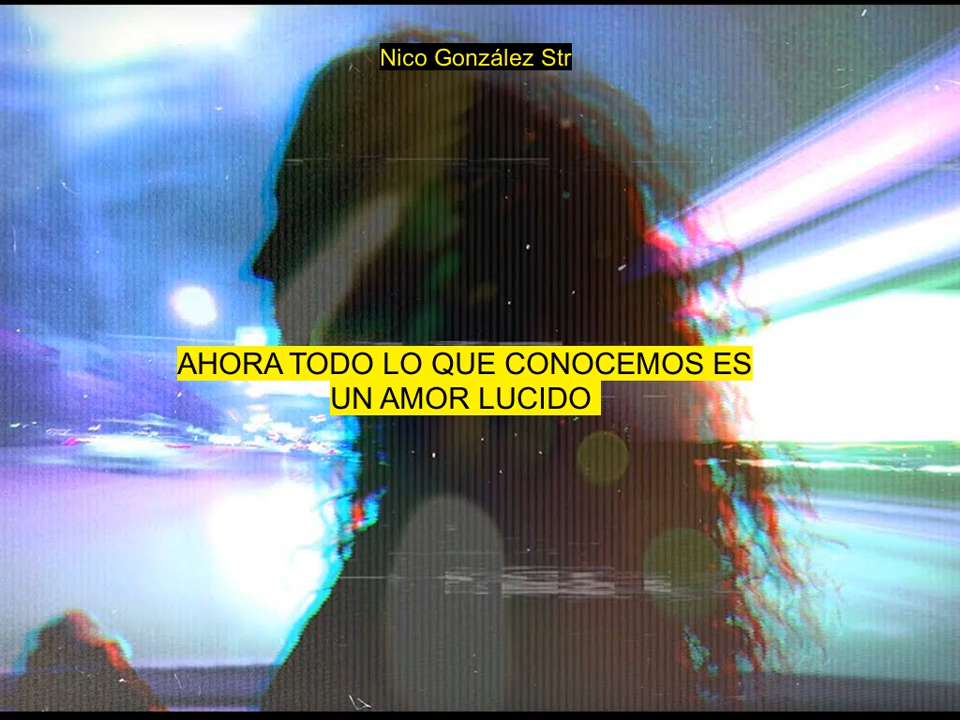 Nico González Str
AHORA TODO LO QUE CONOCEMOS ES
UN AMOR LUCIDO